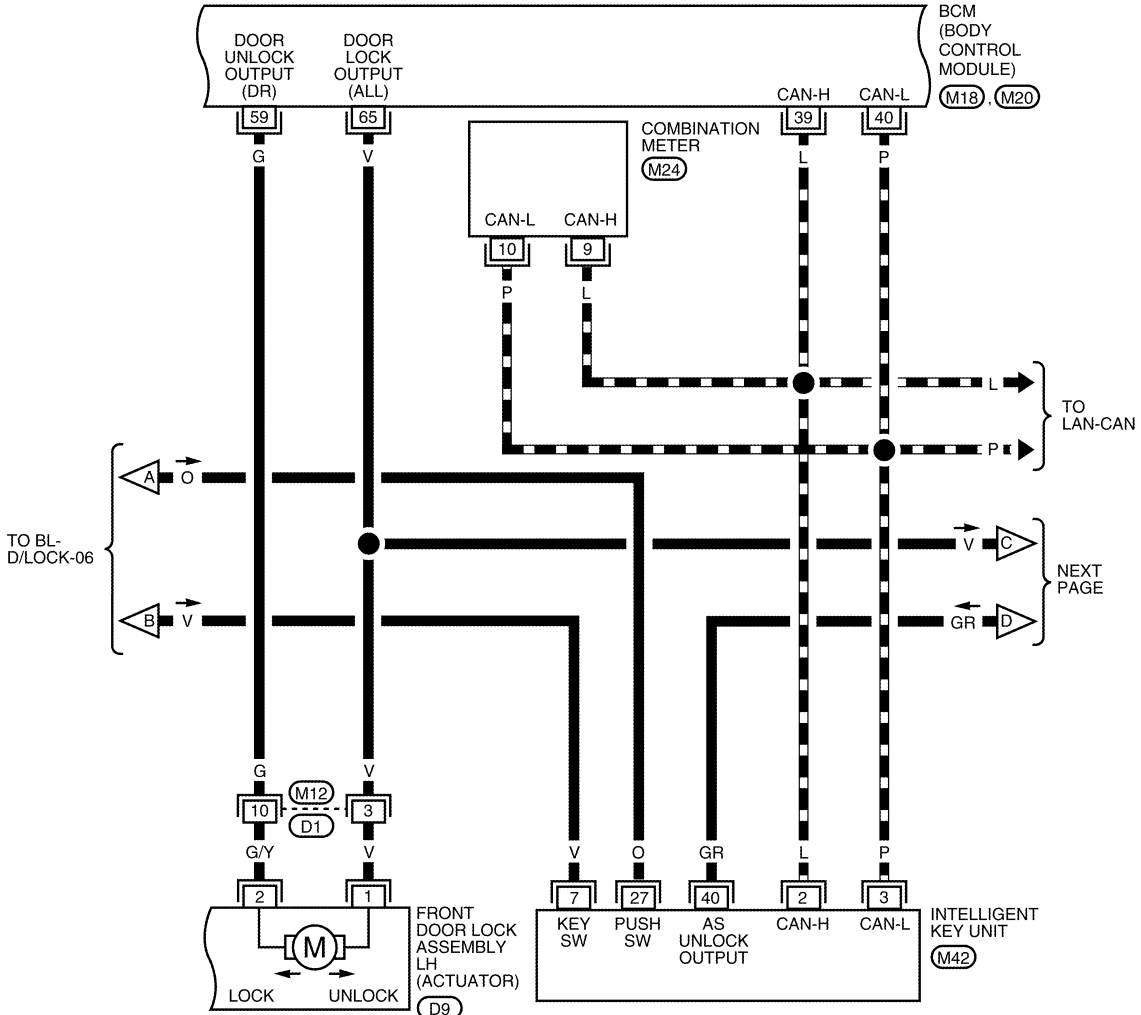 BCM
(BODY
CONTROL
MODULE)
M18 , M20
DOOR
UNLOCK
OUTPUT
(DR)
DOOR
LOCK
OUTPUT
(ALL)
CAN-H
CAN-L
59
65
39
40
G
V
L
P
COMBINATION
METER
M24
CAN-L
CAN-H
10
9
P
L
L
P
TO
LAN-CAN
TO BL-
D/LOCK-06
A
O
B
V
V
C
GR
D
NEXT
PAGE
G
V
M12
10
3
D1
G/Y
V
V
O
GR
L
P
2
1
7
27
40
2
3
M
LOCK
UNLOCK
FRONT
DOOR LOCK
ASSEMBLY
LH
(ACTUATOR)
D9
KEY
SW
PUSH
SW
AS
UNLOCK
OUTPUT
CAN-H
CAN-L
INTELLIGENT
KEY UNIT
M42